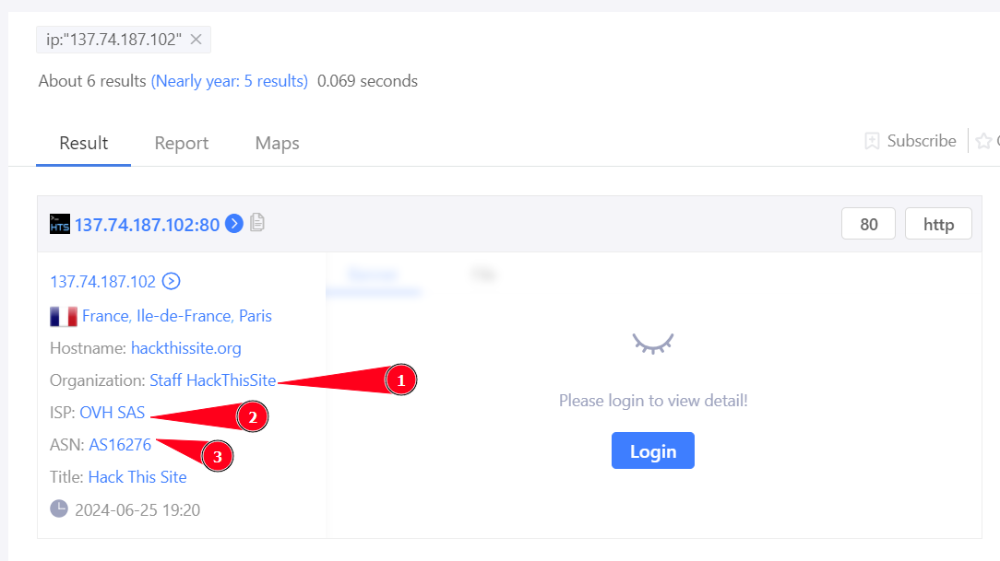 ip:"137.74.187.102"
About 6 results (Nearly year: 5 results) 0.069 seconds
Result Report Maps
Subscribe
HTS 137.74.187.102:80
80 http
137.74.187.102
France, Ile-de-France, Paris
Hostname: hackthissite.org
Organization: Staff HackThisSite
1
ISP: OVH SAS
2
ASN: AS16276
3
Title: Hack This Site
2024-06-25 19:20
Please login to view detail!
Login